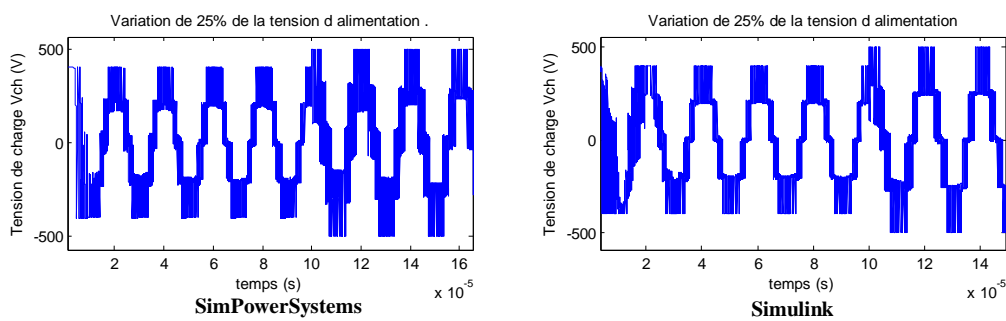 Variation de 25% de la tension d alimentation .
Tension de charge Vch (V)
500
0
-500
2
4
6
8
10
12
14
16
temps (s)
x 10
-5
SimPowerSystems
Variation de 25% de la tension d alimentation
Tension de charge Vch (V)
500
0
-500
2
4
6
8
10
12
14
temps (s)
x 10
-5
Simulink